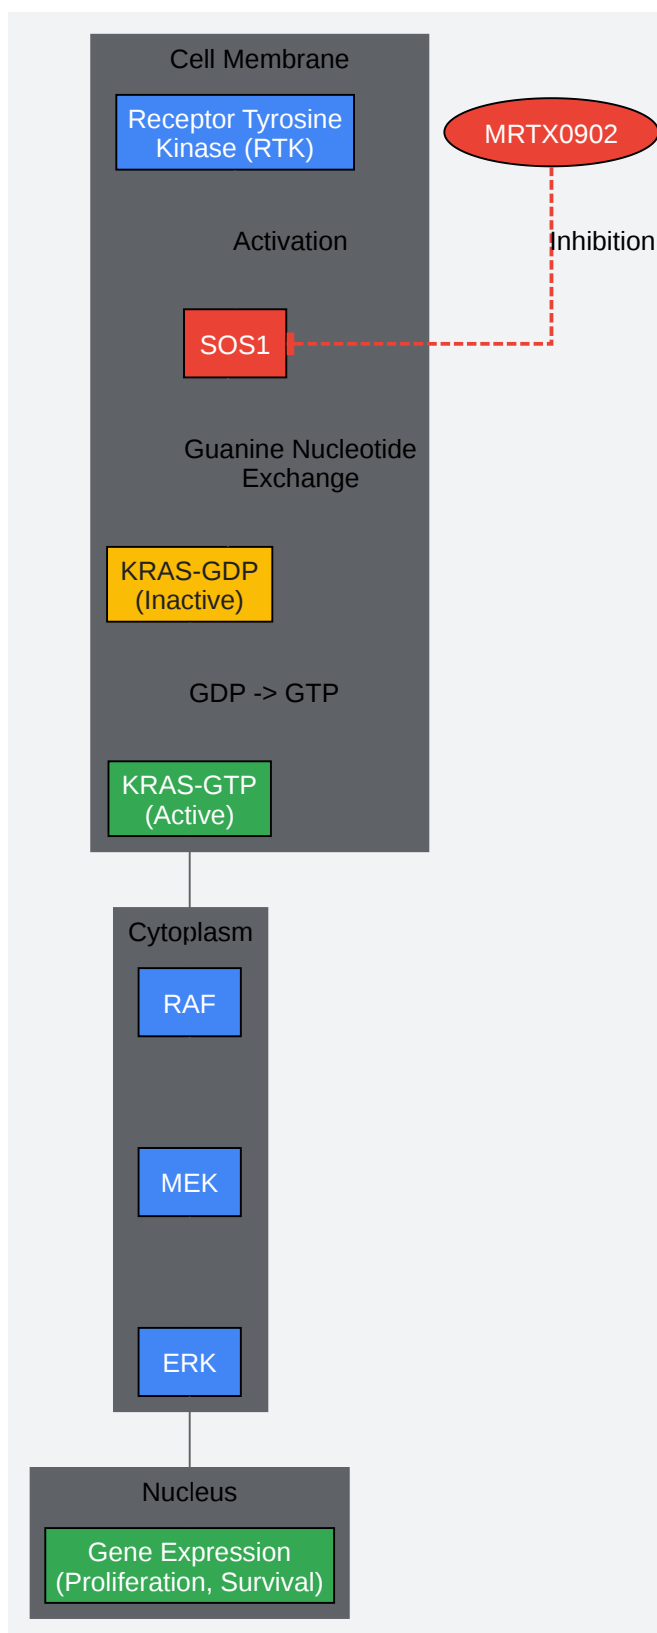 Cell Membrane
Receptor Tyrosine
Kinase (RTK)
MRTX0902
Activation
Inhibition
SOS1
Guanine Nucleotide
Exchange
KRAS-GDP
(Inactive)
GDP -> GTP
KRAS-GTP
(Active)
Cytoplasm
RAF
MEK
ERK
Nucleus
Gene Expression
(Proliferation, Survival)